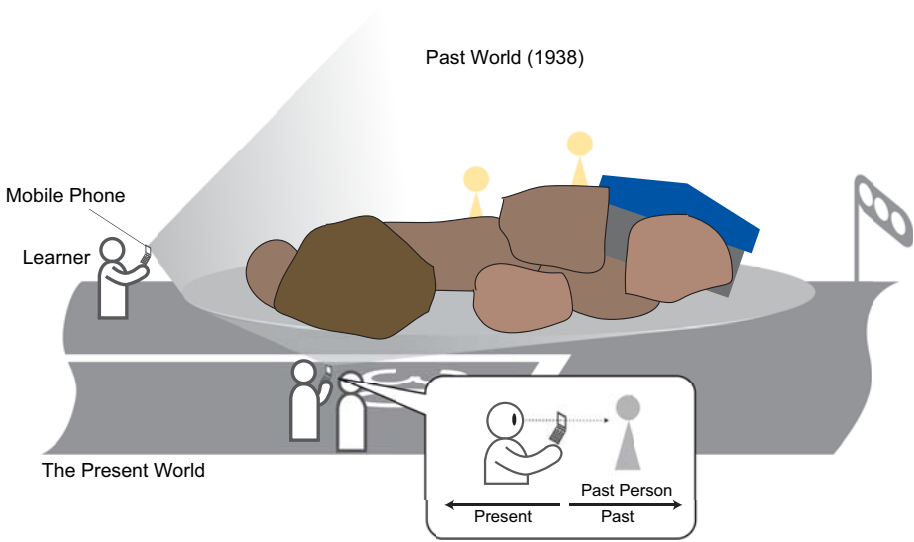 Past World (1938)
Mobile Phone
Learner
The Present World
Past Person
Present
Past